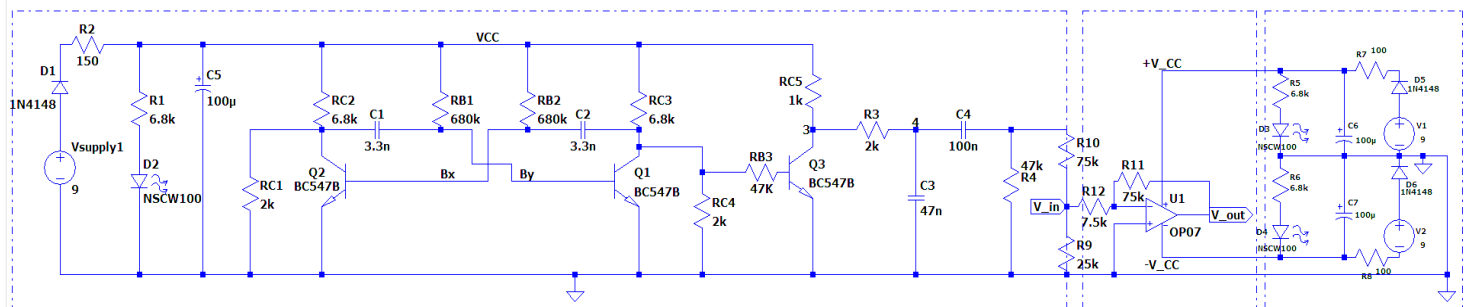 R2
150
D1
1N4148
Vsupply1
9
R1
6.8k
D2
NSCW100
C5
100µ
VCC
RC2
6.8k
C1
3.3n
RB1
680k
RB2
680k
C2
3.3n
RC3
6.8k
RC1
2k
Q2
BC547B
Bx
By
Q1
BC547B
RC4
2k
RB3
47K
RC5
1k
3
Q3
BC547B
R3
2k
4
C4
100n
C3
47n
47k
R4
R10
75k
V_in
R9
25k
R12
7.5k
R11
75k
U1
OP07
V_out
+V_CC
-V_CC
R5
6.8k
D3
NSCW100
R6
6.8k
D4
NSCW100
C6
100µ
C7
100µ
R7
100
D5
1N4148
V1
9
D6
1N4148
V2
9
R8
100